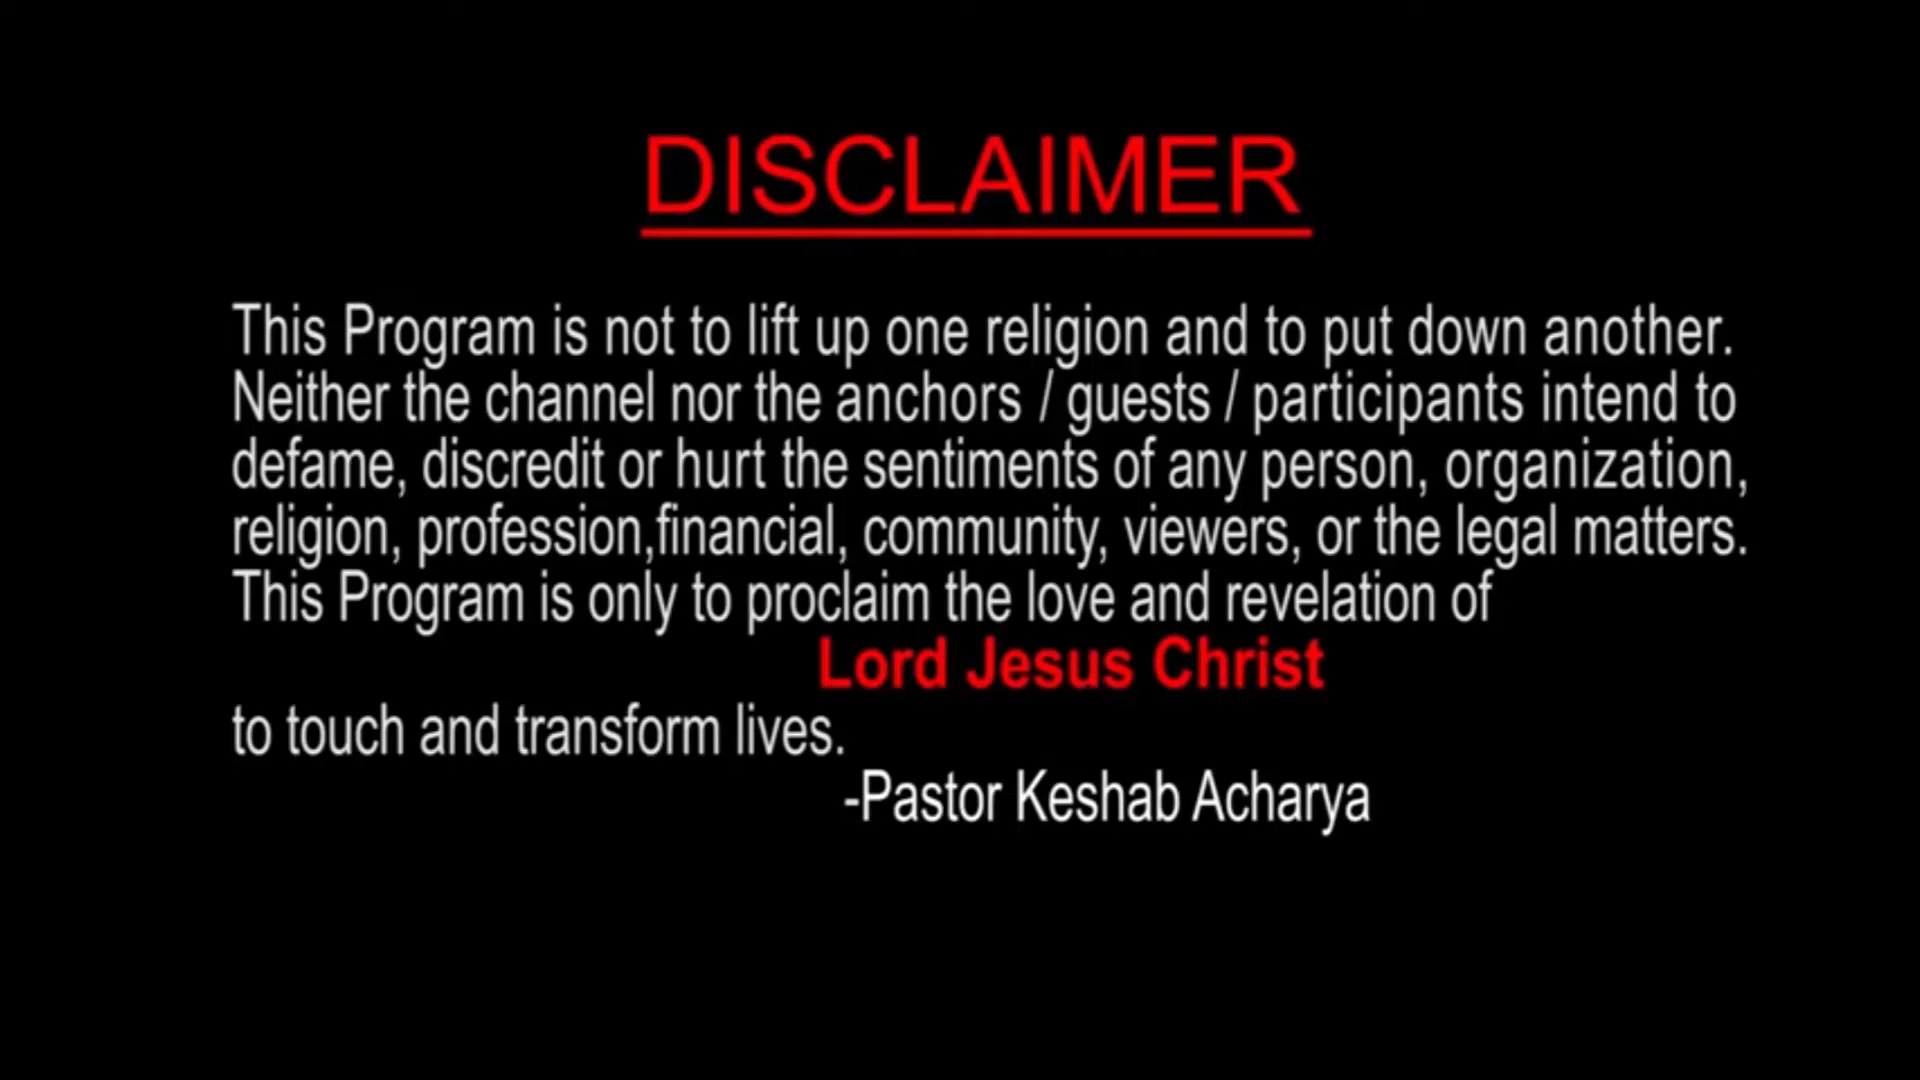 DISCLAIMER
This Program is not to lift up one religion and to put down another.
Neither the channel nor the anchors / guests / participants intend to
defame, discredit or hurt the sentiments of any person, organization,
religion, profession,financial, community, viewers, or the legal matters.
This Program is only to proclaim the love and revelation of
Lord Jesus Christ
to touch and transform lives.
-Pastor Keshab Acharya